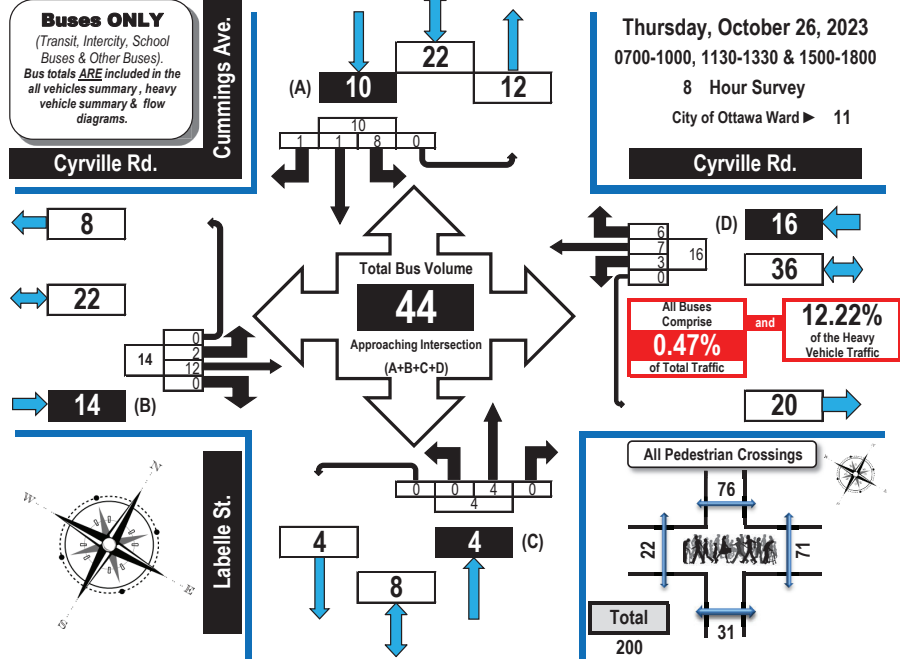 Buses ONLY
(Transit, Intercity, School
Buses & Other Buses).
Bus totals ARE included in the
all vehicles summary , heavy
vehicle summary & flow
diagrams.
Cummings Ave.
Cyrville Rd.
22
(A)
10
12
10
1 1 8 0
Thursday, October 26, 2023
0700-1000, 1130-1330 & 1500-1800
8 Hour Survey
City of Ottawa Ward ► 11
Cyrville Rd.
8
22
0
2
12
0
14
14
(B)
Total Bus Volume
44
Approaching Intersection
(A+B+C+D)
6
7
3
0
16
(D)
16
36
All Buses
Comprise
0.47%
of Total Traffic
and
12.22%
of the Heavy
Vehicle Traffic
20
Labelle St.
N
W
E
S
0 0 4 0
4
4
4
(C)
8
All Pedestrian Crossings
76
22
71
31
Total
200